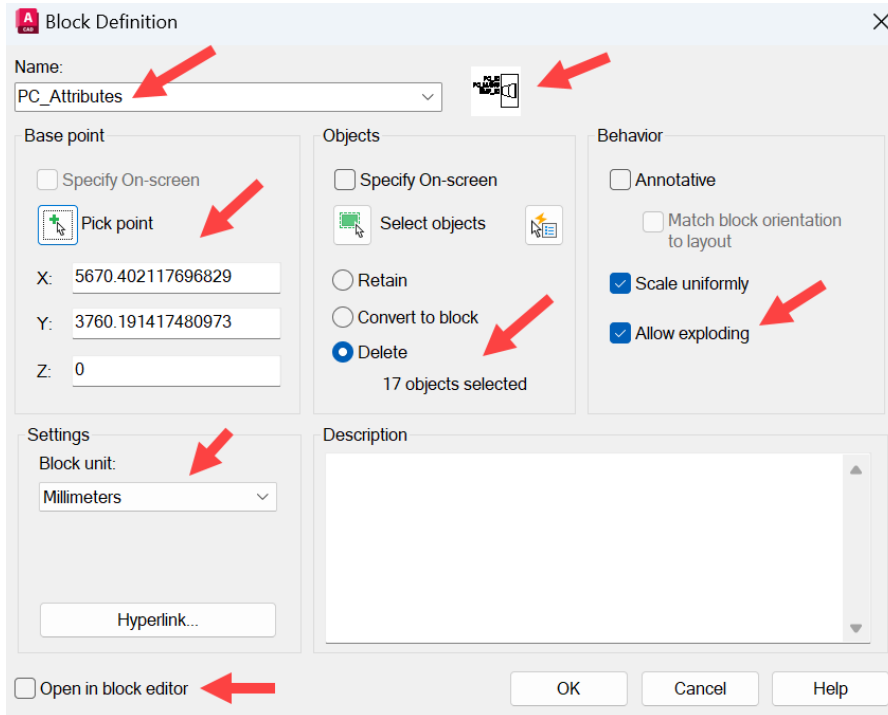 Block Definition
Name:
PC_Attributes
Base point
Specify On-screen
Pick point
X: 5670.402117696829
Y: 3760.191417480973
Z: 0
Objects
Specify On-screen
Select objects
Retain
Convert to block
Delete
17 objects selected
Behavior
Annotative
Match block orientation
to layout
Scale uniformly
Allow exploding
Settings
Block unit:
Millimeters
Hyperlink...
Description
Open in block editor
OK
Cancel
Help